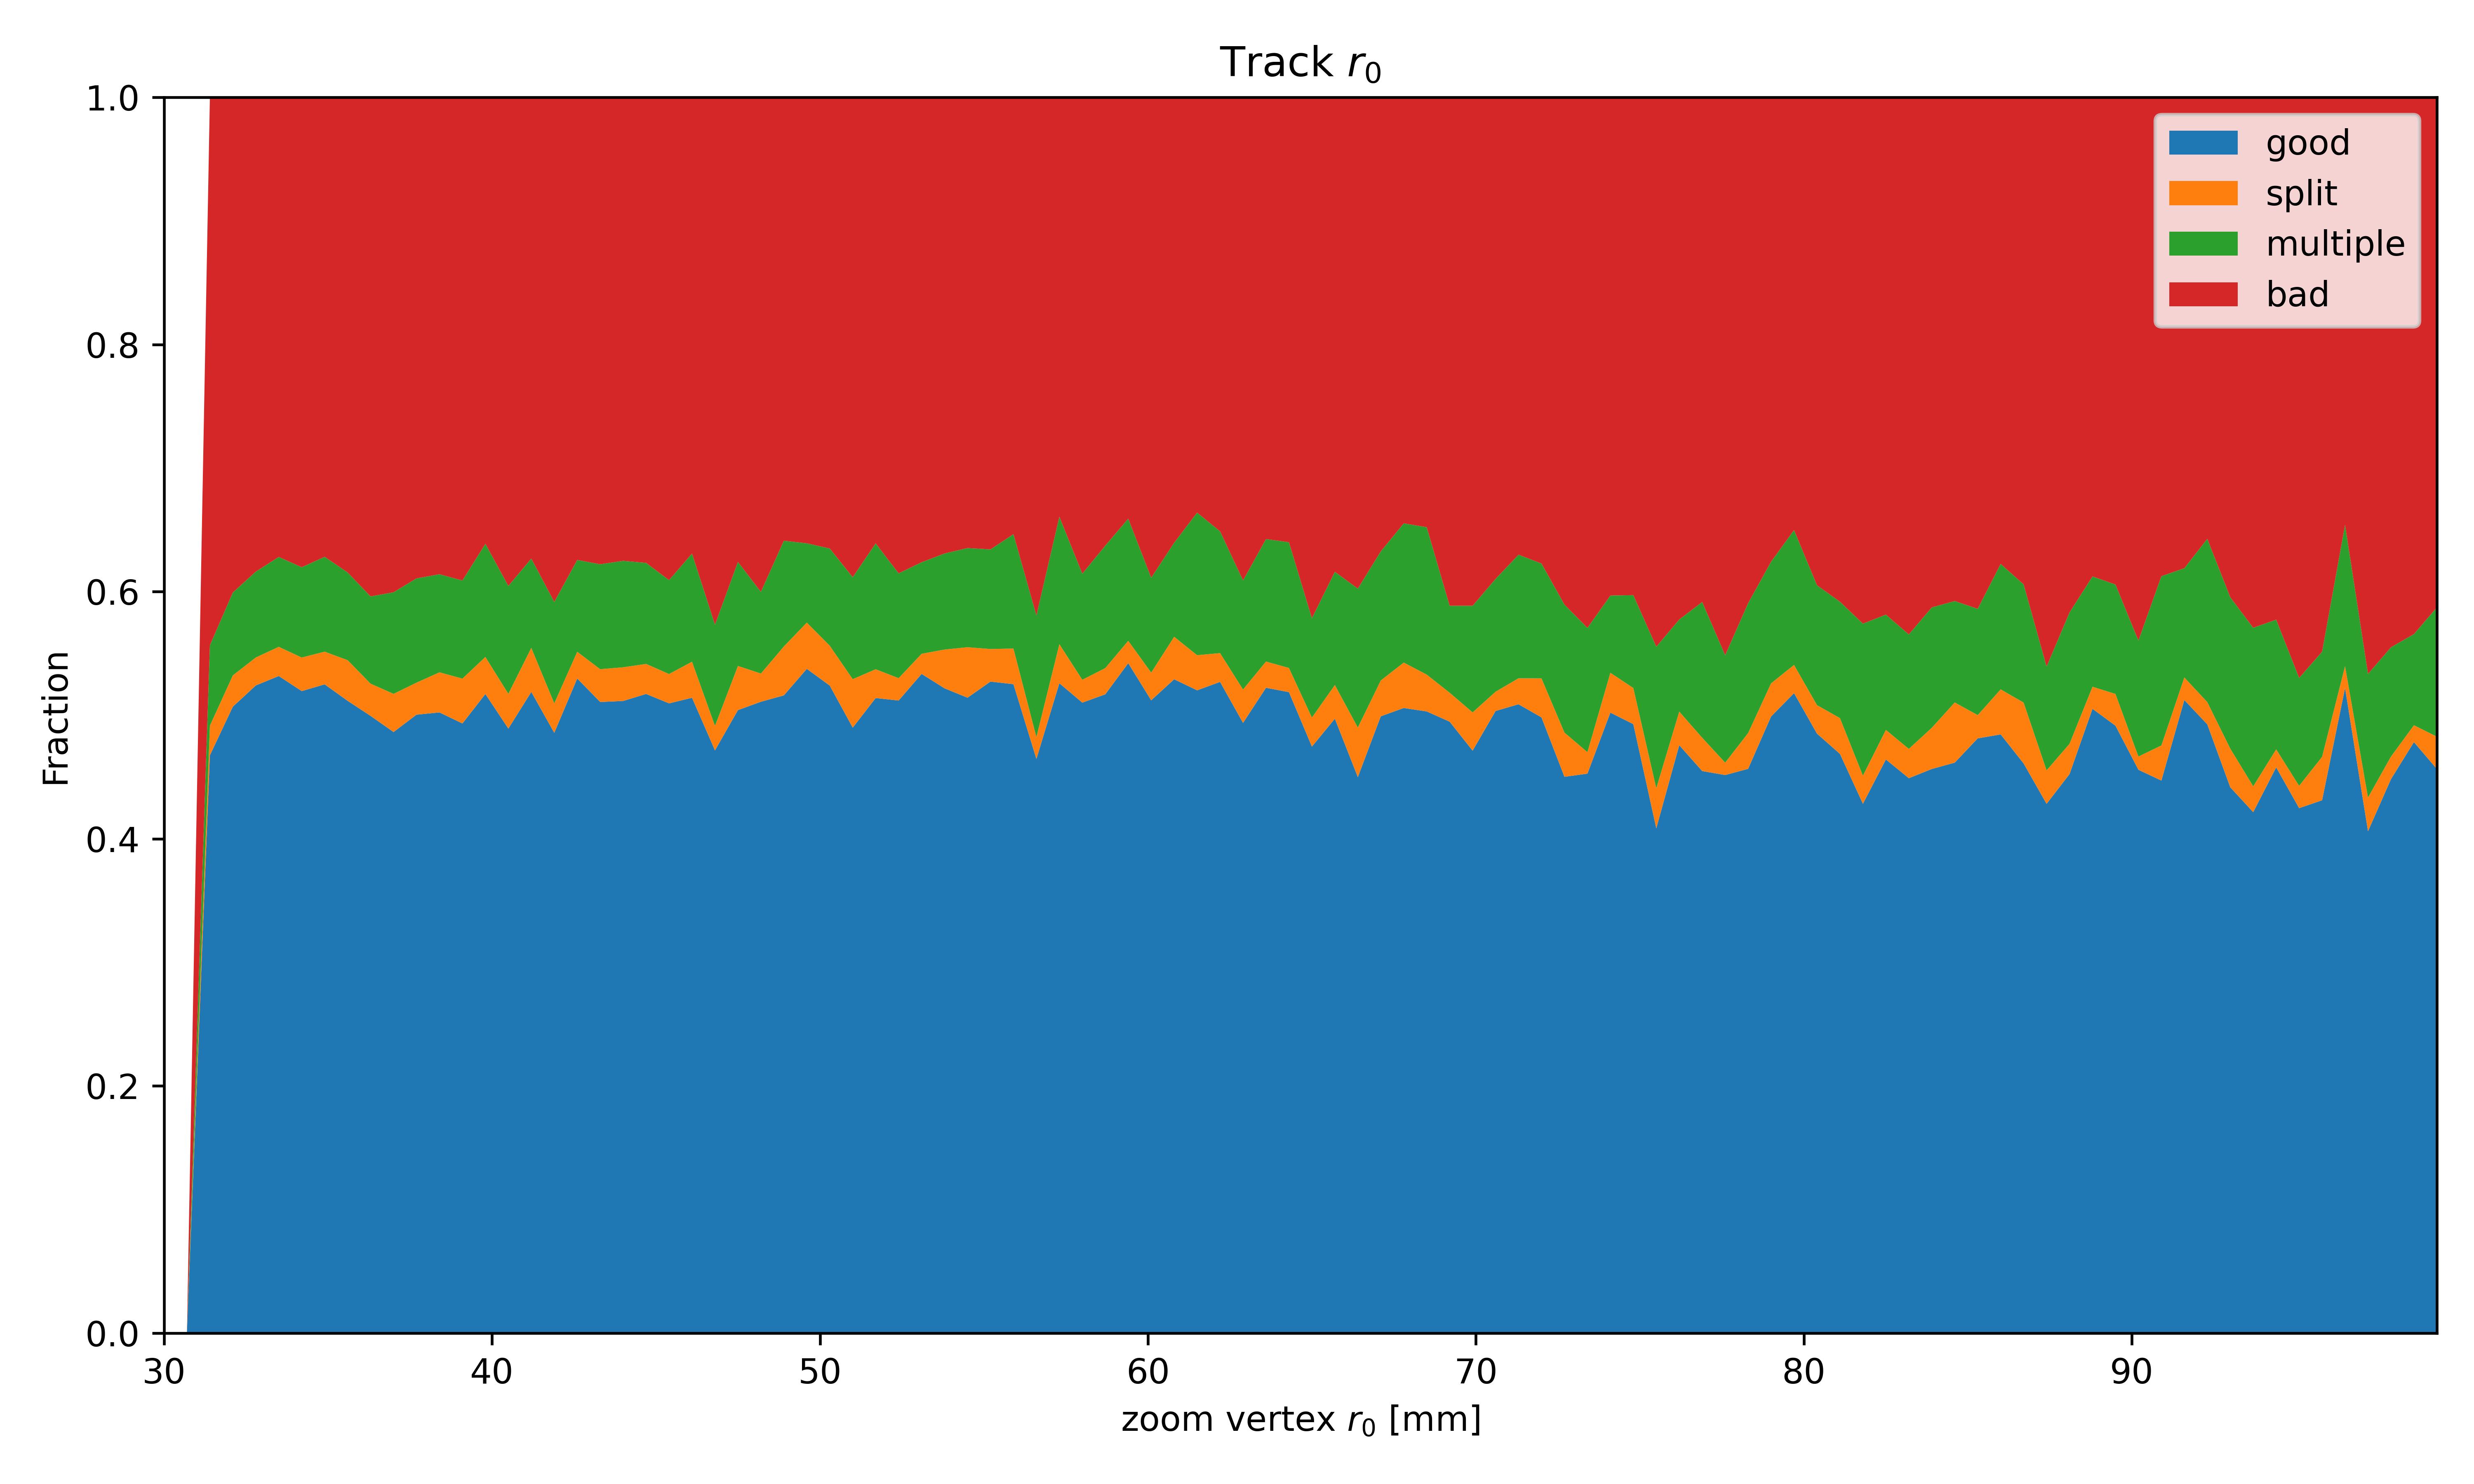 Track r₀
1.0
0.8
0.6
0.4
0.2
0.0
Fraction
good
split
multiple
bad
30 40 50 60 70 80 90
zoom vertex r₀ [mm]